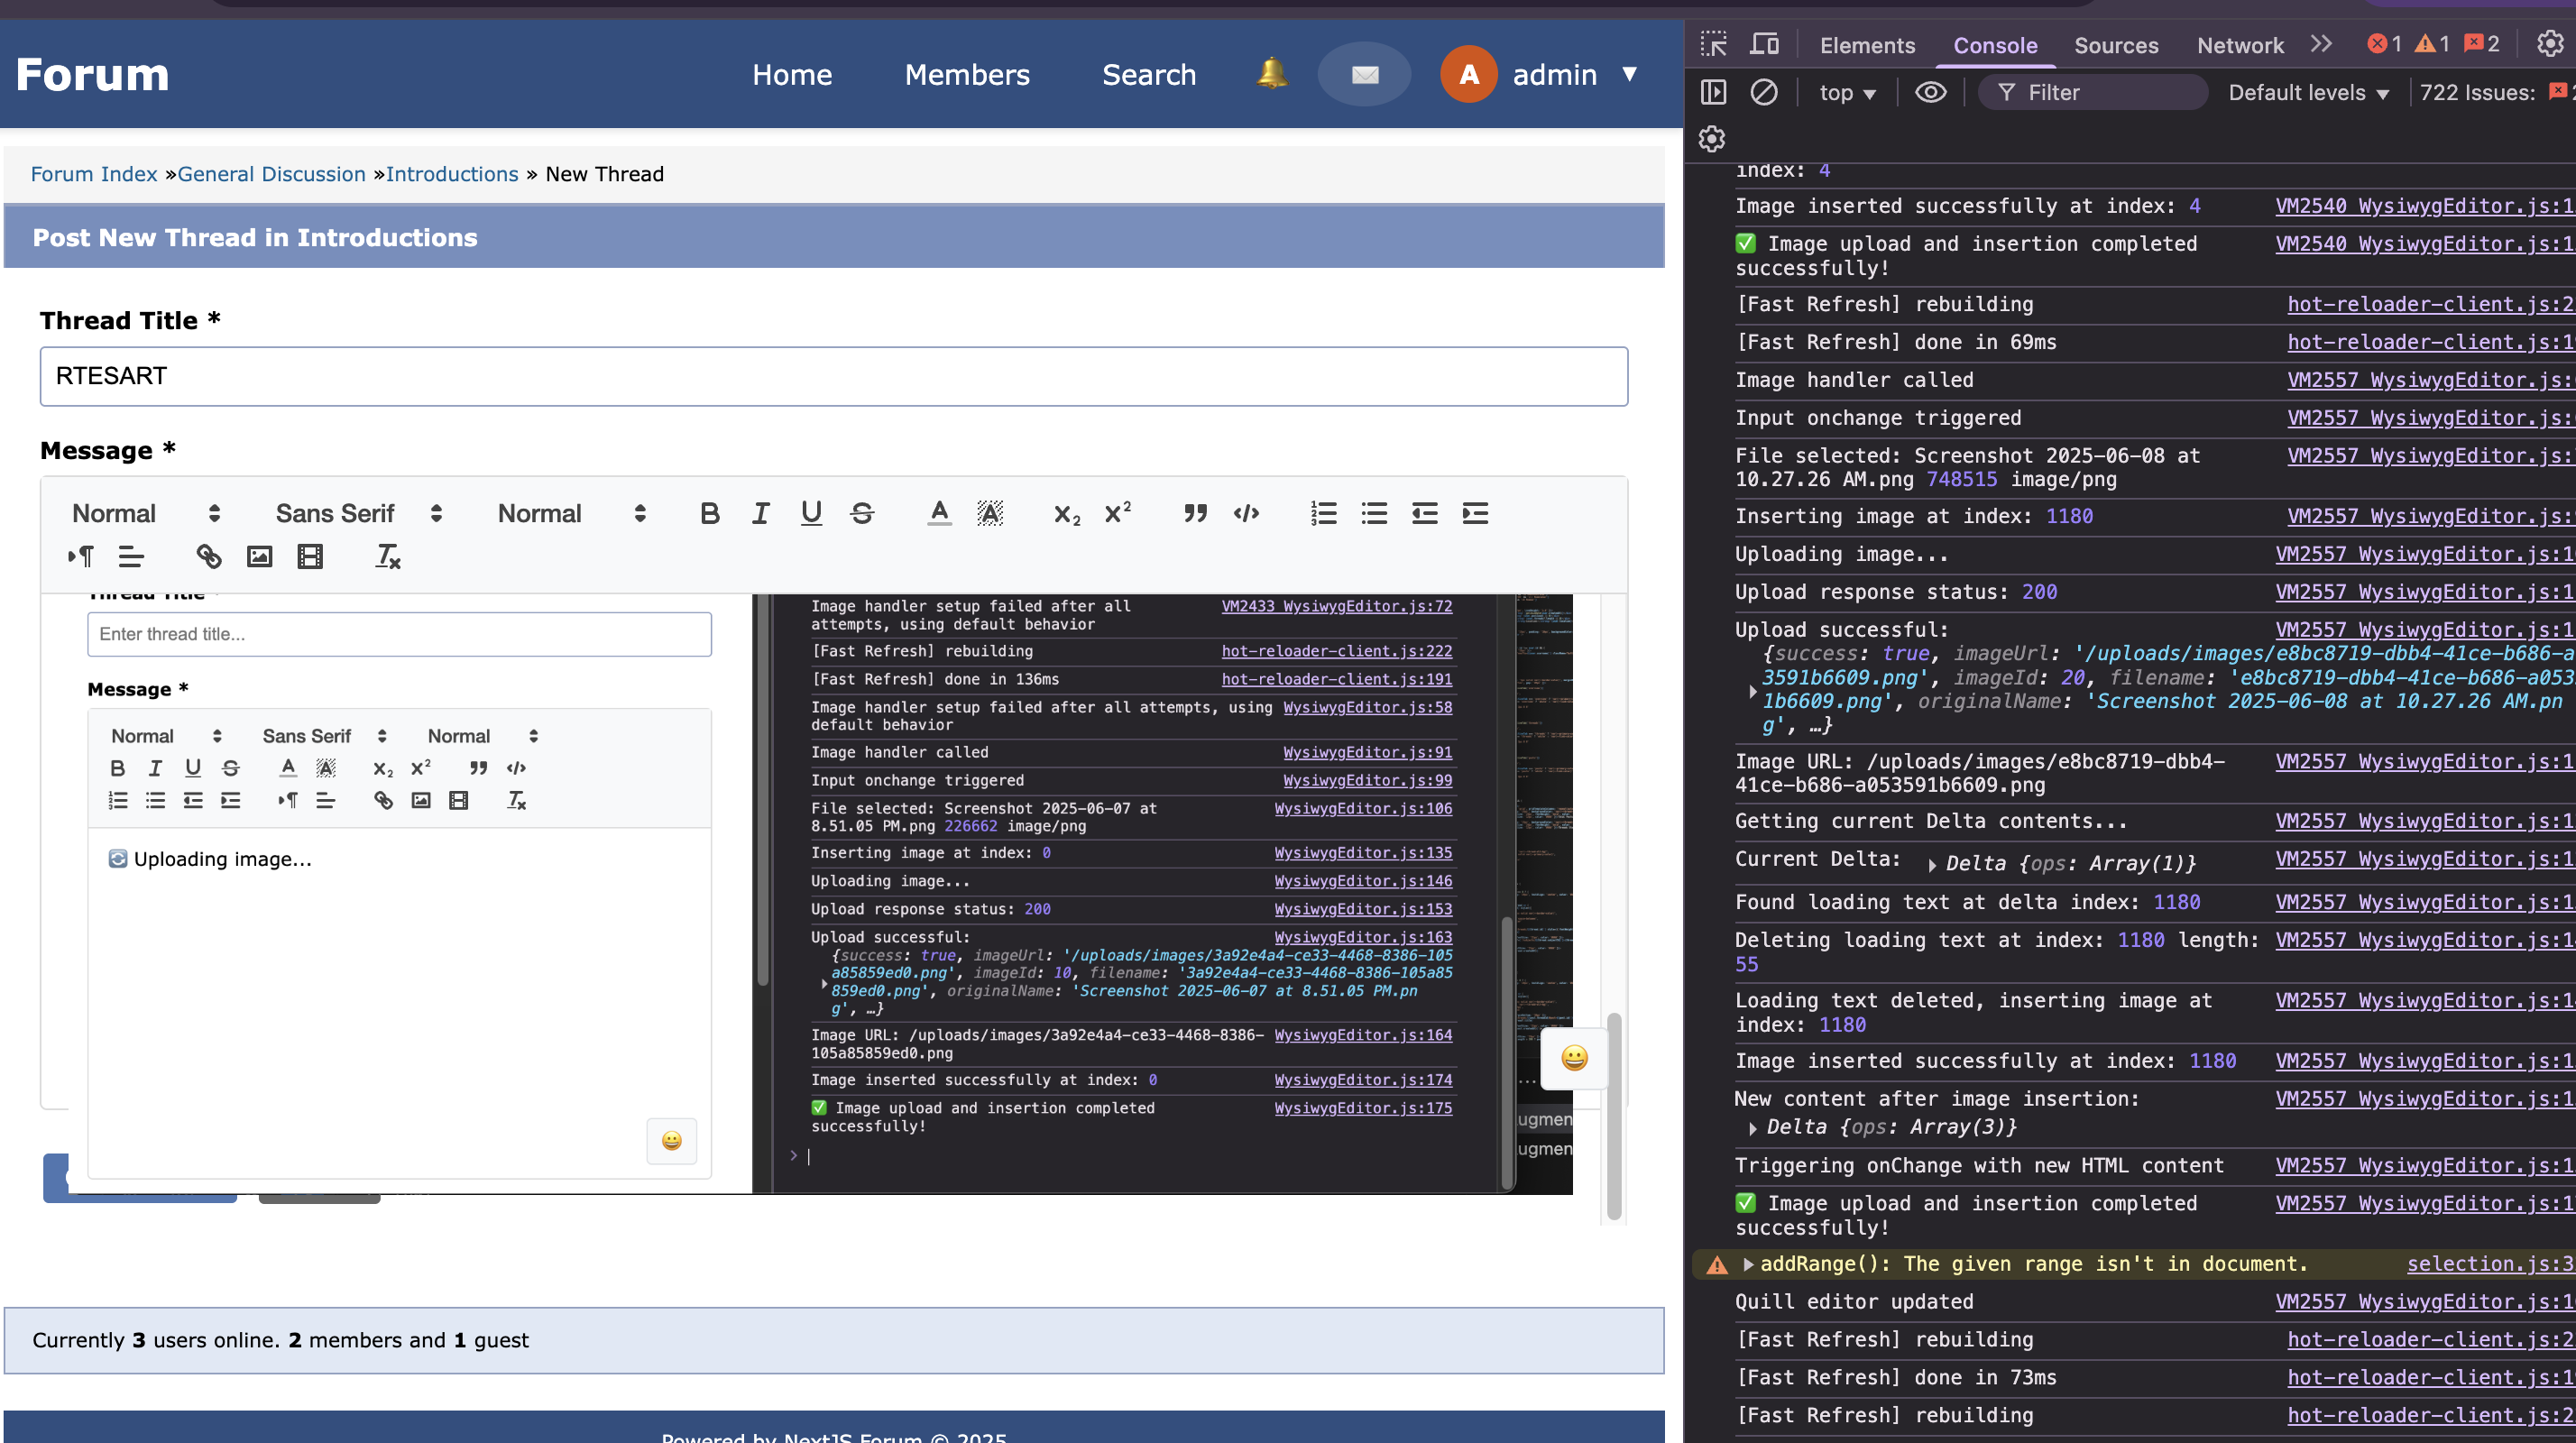 Forum
Home Members Search admin ▼
A
Forum Index »General Discussion »Introductions » New Thread
Post New Thread in Introductions
Thread Title *
RTESART
Message *
Normal Sans Serif Normal
Enter thread title...
Message *
Normal Sans Serif Normal
🔄 Uploading image...
Image handler setup failed after all VM2433 WysiwygEditor.js:72
attempts, using default behavior
[Fast Refresh] rebuilding hot-reloader-client.js:222
[Fast Refresh] done in 136ms hot-reloader-client.js:191
Image handler setup failed after all attempts, using WysiwygEditor.js:58
default behavior
Image handler called WysiwygEditor.js:91
Input onchange triggered WysiwygEditor.js:99
File selected: Screenshot 2025-06-07 at WysiwygEditor.js:106
8.51.05 PM.png 226662 image/png
Inserting image at index: 0 WysiwygEditor.js:135
Uploading image... WysiwygEditor.js:146
Upload response status: 200 WysiwygEditor.js:153
Upload successful: WysiwygEditor.js:163
{success: true, imageUrl: '/uploads/images/3a92e4a4-ce33-4468-8386-105
a85859ed0.png', imageId: 10, filename: '3a92e4a4-ce33-4468-8386-105a85
859ed0.png', originalName: 'Screenshot 2025-06-07 at 8.51.05 PM.pn
g', …}
Image URL: /uploads/images/3a92e4a4-ce33-4468-8386- WysiwygEditor.js:164
105a85859ed0.png
Image inserted successfully at index: 0 WysiwygEditor.js:174
✅ Image upload and insertion completed WysiwygEditor.js:175
successfully!
ugmen
ugmen
Currently 3 users online. 2 members and 1 guest
Powered by NextJS Forum © 2025
Elements Console Sources Network 1 1 2
top ▼ Filter Default levels ▼ 722 Issues:
index: 4
Image inserted successfully at index: 4 VM2540 WysiwygEditor.js:1
✅ Image upload and insertion completed VM2540 WysiwygEditor.js:1
successfully!
[Fast Refresh] rebuilding hot-reloader-client.js:2
[Fast Refresh] done in 69ms hot-reloader-client.js:1
Image handler called VM2557 WysiwygEditor.js:
Input onchange triggered VM2557 WysiwygEditor.js:
File selected: Screenshot 2025-06-08 at VM2557 WysiwygEditor.js:
10.27.26 AM.png 748515 image/png
Inserting image at index: 1180 VM2557 WysiwygEditor.js:
Uploading image... VM2557 WysiwygEditor.js:1
Upload response status: 200 VM2557 WysiwygEditor.js:1
Upload successful: VM2557 WysiwygEditor.js:1
{success: true, imageUrl: '/uploads/images/e8bc8719-dbb4-41ce-b686-a
3591b6609.png', imageId: 20, filename: 'e8bc8719-dbb4-41ce-b686-a053
1b6609.png', originalName: 'Screenshot 2025-06-08 at 10.27.26 AM.pn
g', …}
Image URL: /uploads/images/e8bc8719-dbb4- VM2557 WysiwygEditor.js:1
41ce-b686-a053591b6609.png
Getting current Delta contents... VM2557 WysiwygEditor.js:1
Current Delta: ▸ Delta {ops: Array(1)} VM2557 WysiwygEditor.js:1
Found loading text at delta index: 1180 VM2557 WysiwygEditor.js:1
Deleting loading text at index: 1180 length: VM2557 WysiwygEditor.js:1
55
Loading text deleted, inserting image at VM2557 WysiwygEditor.js:1
index: 1180
Image inserted successfully at index: 1180 VM2557 WysiwygEditor.js:1
New content after image insertion: VM2557 WysiwygEditor.js:1
▸ Delta {ops: Array(3)}
Triggering onChange with new HTML content VM2557 WysiwygEditor.js:1
✅ Image upload and insertion completed VM2557 WysiwygEditor.js:1
successfully!
▸ addRange(): The given range isn't in document. selection.js:3
Quill editor updated VM2557 WysiwygEditor.js:1
[Fast Refresh] rebuilding hot-reloader-client.js:2
[Fast Refresh] done in 73ms hot-reloader-client.js:1
[Fast Refresh] rebuilding hot-reloader-client.js:2